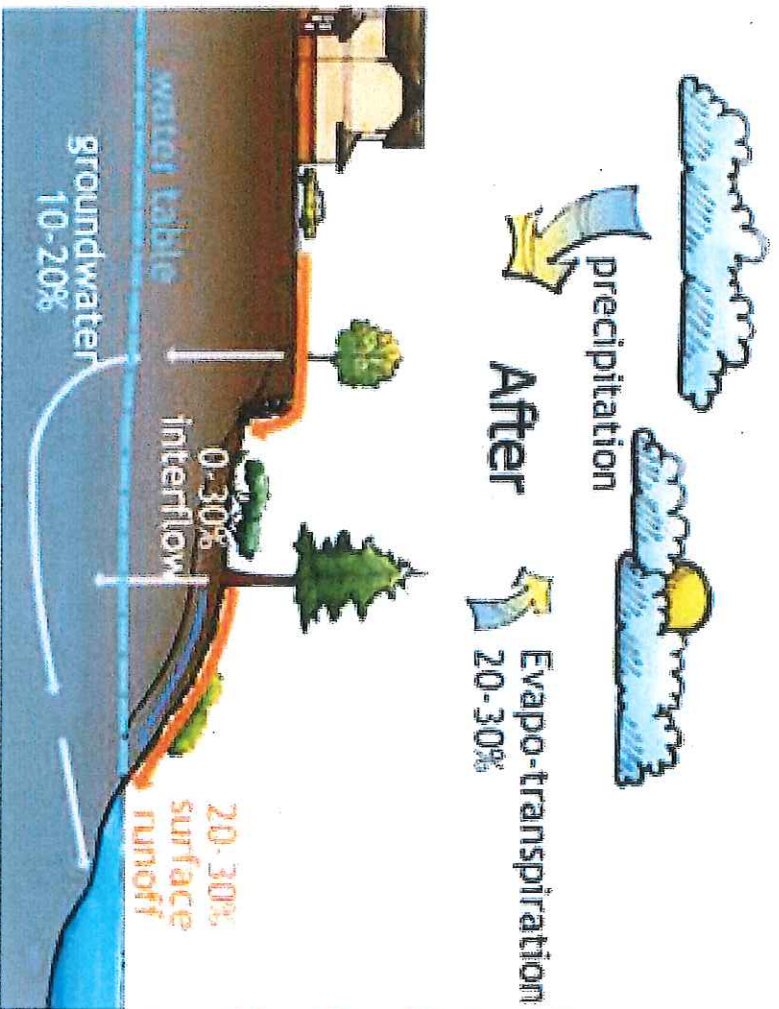 precipitation
After
Evapo-transpiration
20-30%
water table
0-30%
interflow
20-30%
surface
runoff
groundwater
10-20%